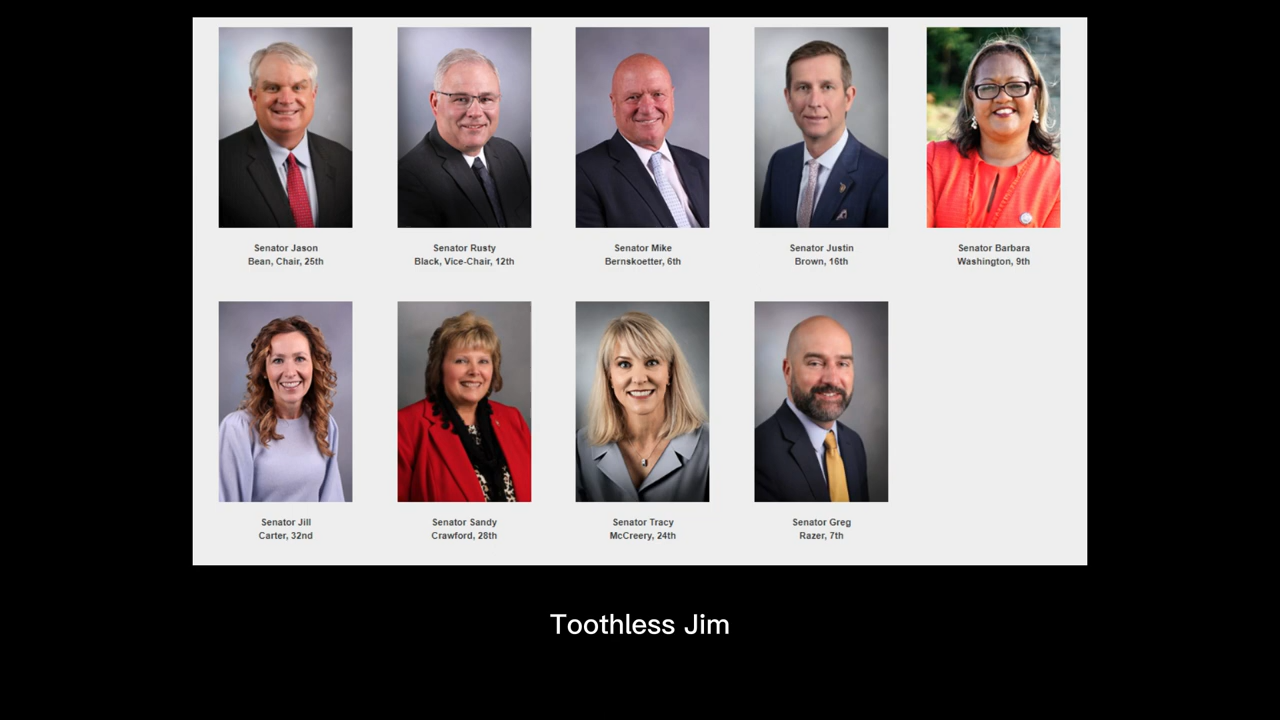 Senator Jason
Bean, Chair, 25th
Senator Rusty
Black, Vice-Chair, 12th
Senator Mike
Bernskoetter, 6th
Senator Justin
Brown, 16th
Senator Barbara
Washington, 9th
Senator Jill
Carter, 32nd
Senator Sandy
Crawford, 28th
Senator Tracy
McCreery, 24th
Senator Greg
Razer, 7th
Toothless Jim